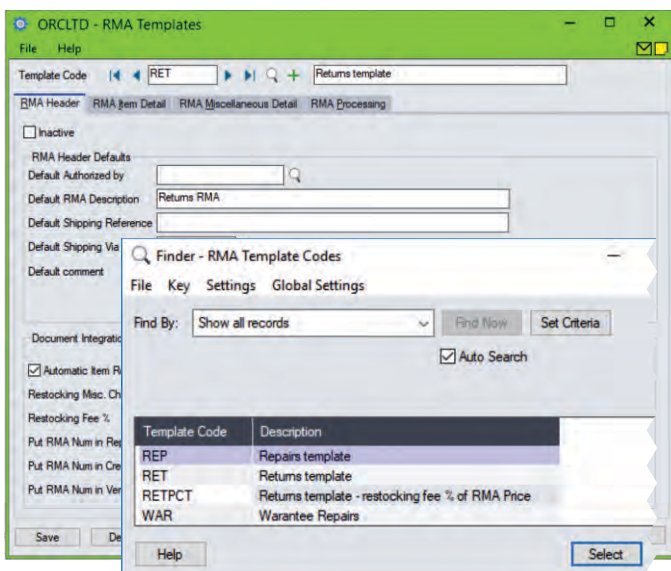 ORCLTD - RMA Templates
File Help
Template Code RET Returns template
RMA Header RMA Item Detail RMA Miscellaneous Detail RMA Processing
Inactive
RMA Header Defaults
Default Authorized by
Default RMA Description Returns RMA
Default Shipping Reference
Default Shipping Via
Default comment
Document Integratio
Automatic Item R
Restocking Misc. Ch
Restocking Fee %
Put RMA Num in Rep
Put RMA Num in Cre
Put RMA Num in Ver
Save De
Finder - RMA Template Codes
File Key Settings Global Settings
Find By: Show all records Find Now Set Criteria
Auto Search
Template Code Description
REP Repairs template
RET Returns template
RETPCT Returns template - restocking fee % of RMA Price
WAR Warantee Repairs
Help Select